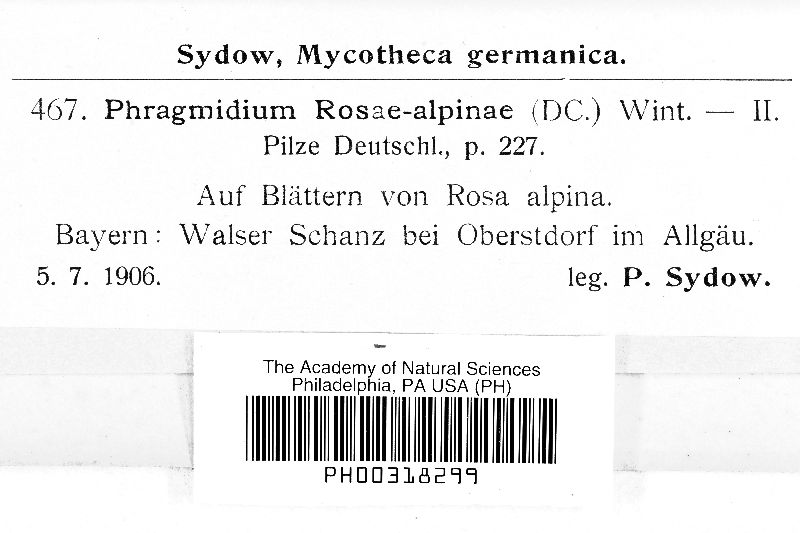 Sydow, Mycotheca germanica.
467. Phragmidium Rosae-alpinae (DC.) Wint. — II.
Pilze Deutschl., p. 227.
Auf Blättern von Rosa alpina.
Bayern: Walser Schanz bei Oberstdorf im Allgäu.
5. 7. 1906. leg. P. Sydow.
The Academy of Natural Sciences
Philadelphia, PA USA (PH)
PH00318299